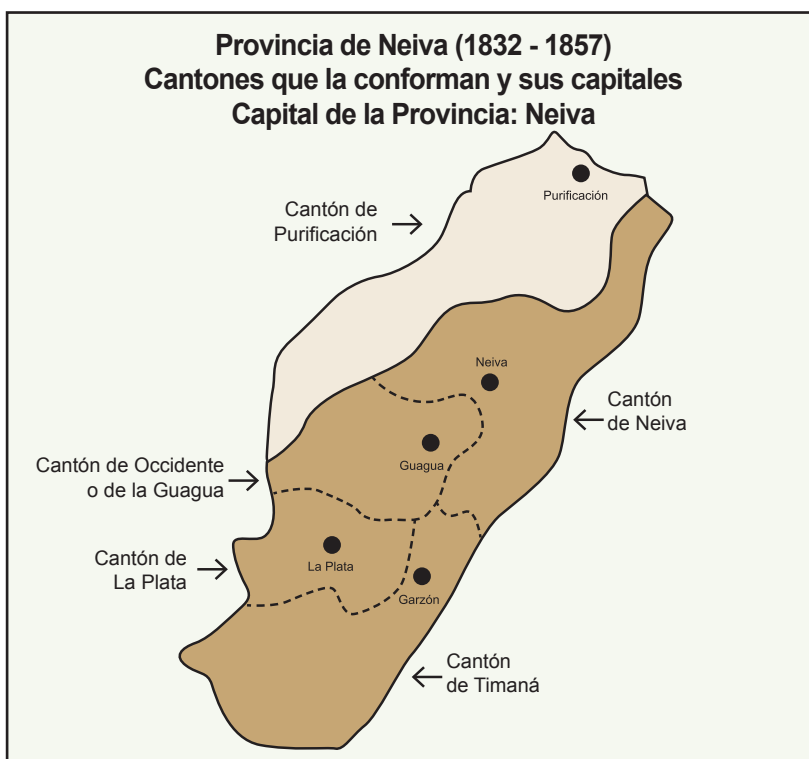 Provincia de Neiva (1832 - 1857)
Cantones que la conforman y sus capitales
Capital de la Provincia: Neiva
Purificación
Cantón de
Purificación
Neiva
Cantón
de Neiva
Guagua
Cantón de Occidente
o de la Guagua
La Plata
Cantón de
La Plata
Garzón
Cantón
de Timaná